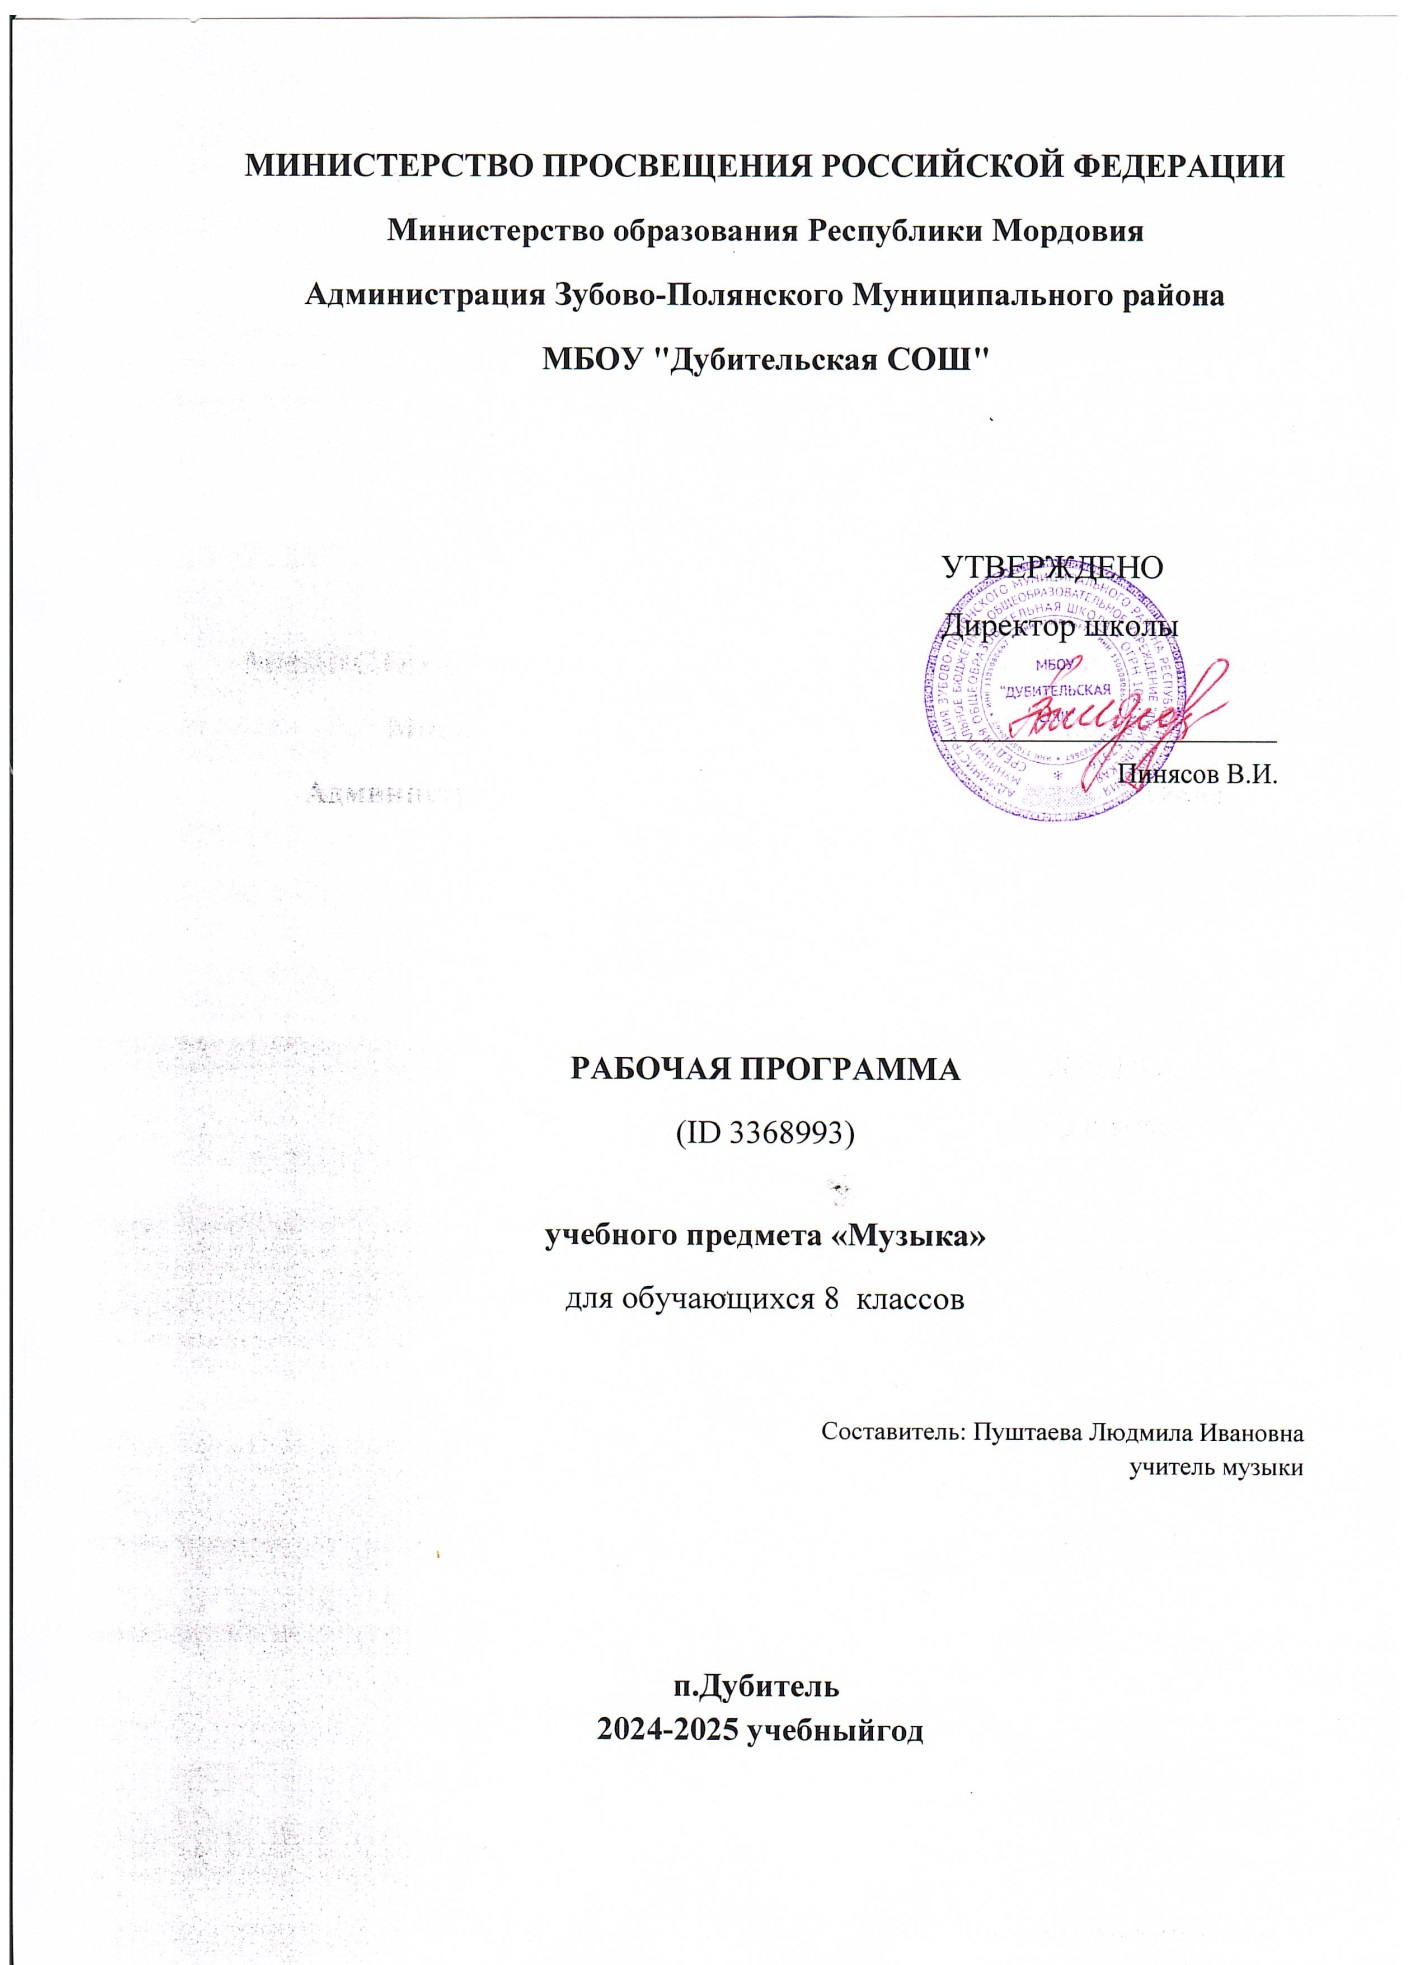 МИНИСТЕРСТВО ПРОСВЕЩЕНИЯ РОССИЙСКОЙ ФЕДЕРАЦИИ
Министерство образования Республики Мордовия
Администрация Зубово-Полянского Муниципального района
МБОУ "Дубительская СОШ"
УТВЕРЖДЕНО
Директор школы
МБОУ
"ДУБИТЕЛЬСКАЯ
Пинясов В.И.
РАБОЧАЯ ПРОГРАММА
(ID 3368993)
учебного предмета «Музыка»
для обучающихся 8 классов
Составитель: Пуштаева Людмила Ивановна
учитель музыки
п.Дубитель
2024-2025 учебныйгод